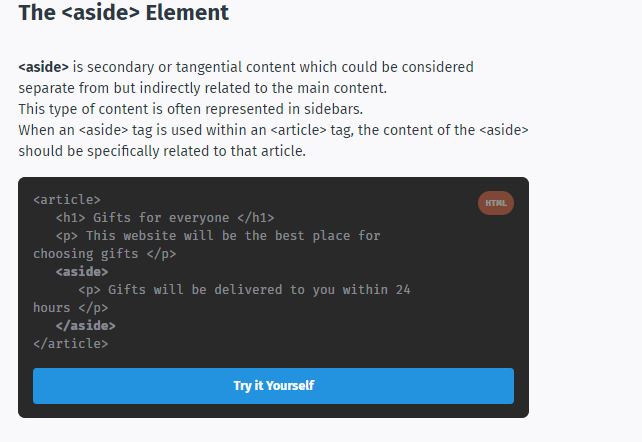 The <aside> Element
<aside> is secondary or tangential content which could be considered
separate from but indirectly related to the main content.
This type of content is often represented in sidebars.
When an <aside> tag is used within an <article> tag, the content of the <aside>
should be specifically related to that article.
<article>
HTML
<h1> Gifts for everyone </h1>
<p> This website will be the best place for
choosing gifts </p>
<aside>
<p> Gifts will be delivered to you within 24
hours </p>
</aside>
</article>
Try it Yourself